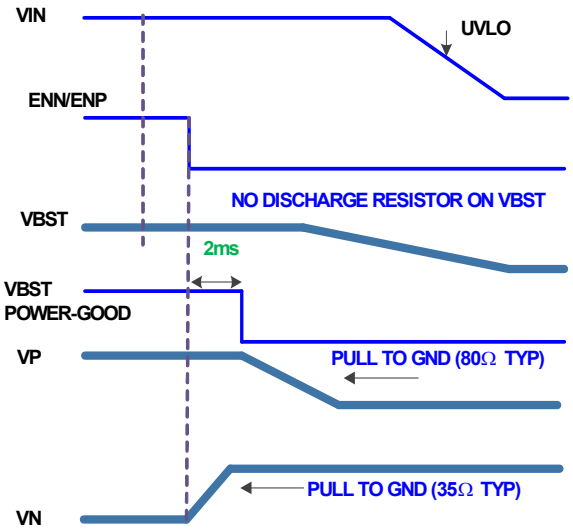 VIN
UVLO
ENN/ENP
NO DISCHARGE RESISTOR ON VBST
VBST
2ms
VBST
POWER-GOOD
VP
PULL TO GND (80Ω TYP)
PULL TO GND (35Ω TYP)
VN